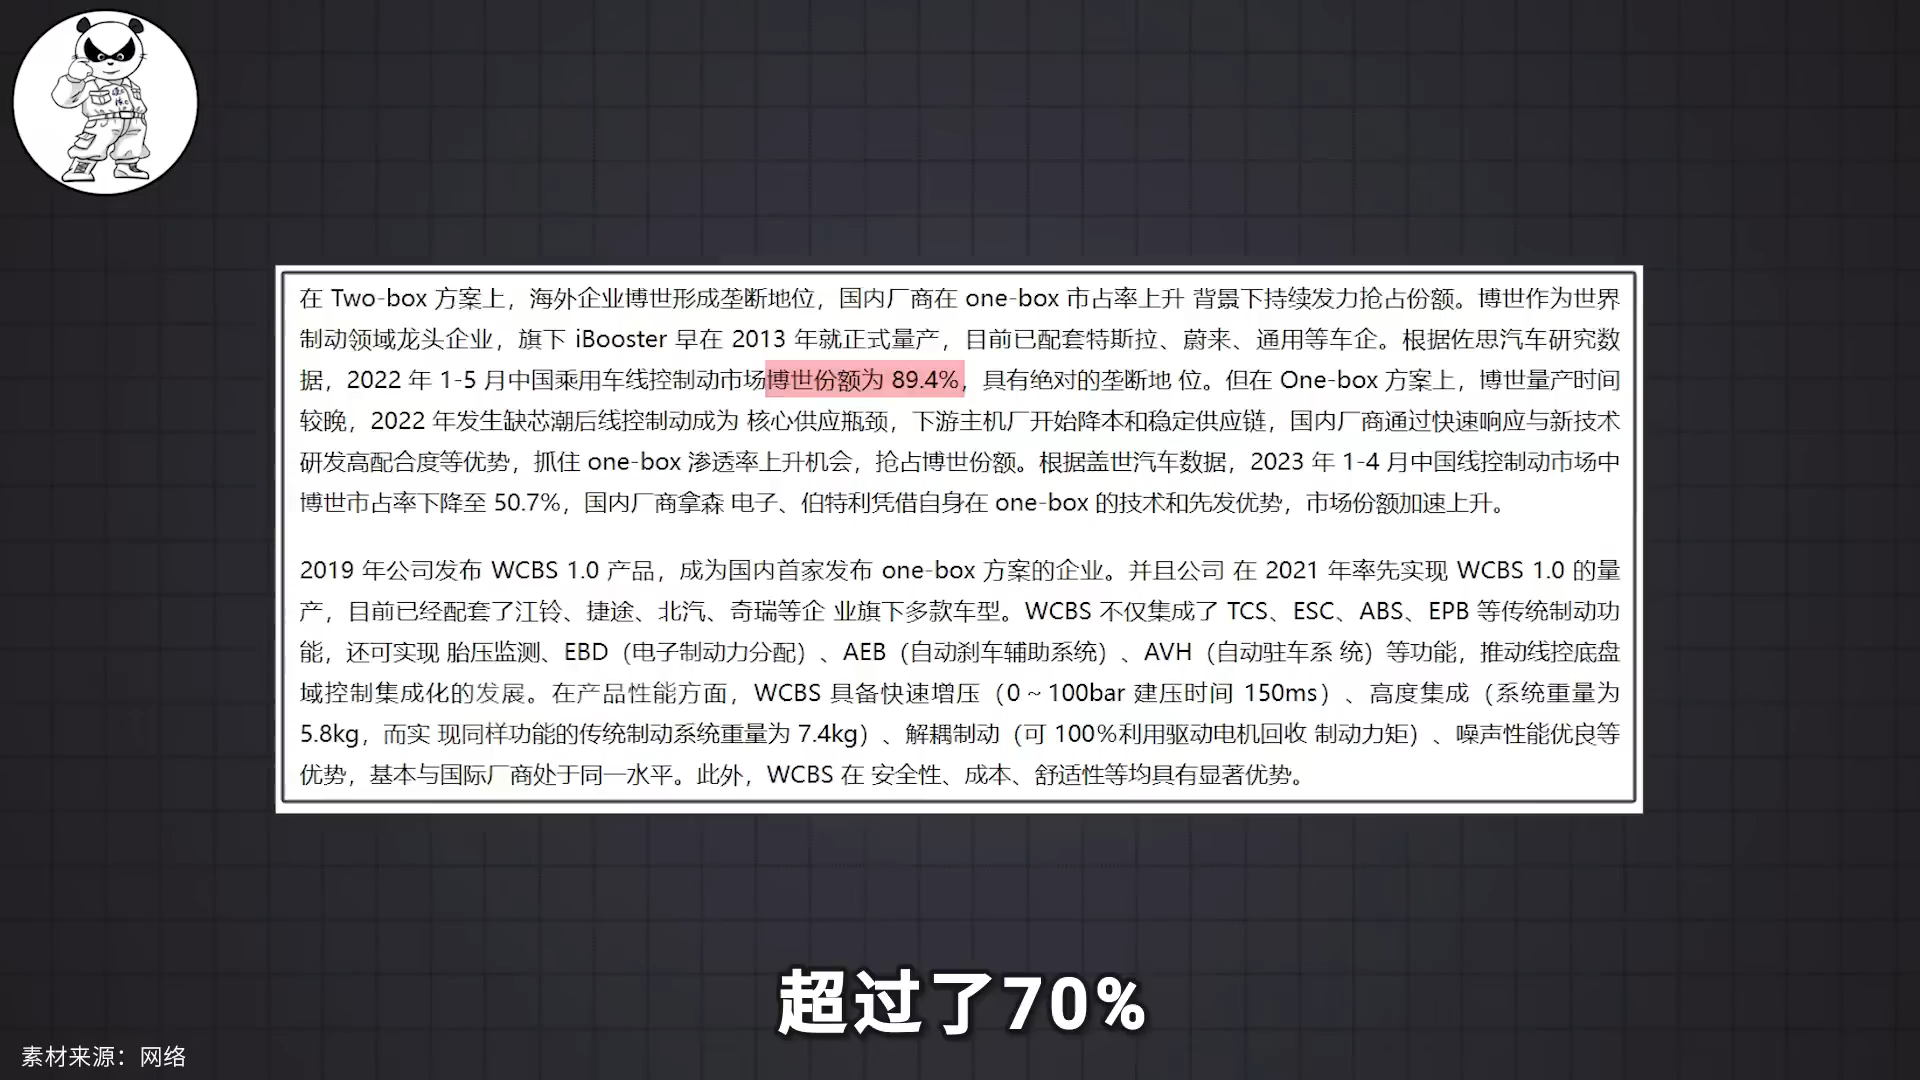 在 Two-box 方案上，海外企业博世形成垄断地位，国内厂商在 one-box 市占率上升 背景下持续发力抢占份额。博世作为世界
制动领域龙头企业，旗下 iBooster 早在 2013 年就正式量产，目前已配套特斯拉、蔚来、通用等车企。根据佐思汽车研究数
据，2022 年 1-5 月中国乘用车线控制动市场博世份额为 89.4%，具有绝对的垄断地 位。但在 One-box 方案上，博世量产时间
较晚，2022 年发生缺芯潮后线控制动成为 核心供应瓶颈，下游主机厂开始降本和稳定供应链，国内厂商通过快速响应与新技术
研发高配合度等优势，抓住 one-box 渗透率上升机会，抢占博世份额。根据盖世汽车数据，2023 年 1-4 月中国线控制动市场中
博世市占率下降至 50.7%，国内厂商拿森 电子、伯特利凭借自身在 one-box 的技术和先发优势，市场份额加速上升。
2019 年公司发布 WCBS 1.0 产品，成为国内首家发布 one-box 方案的企业。并且公司 在 2021 年率先实现 WCBS 1.0 的量
产，目前已经配套了江铃、捷途、北汽、奇瑞等企 业旗下多款车型。WCBS 不仅集成了 TCS、ESC、ABS、EPB 等传统制动功
能，还可实现 胎压监测、EBD（电子制动力分配）、AEB（自动刹车辅助系统）、AVH（自动驻车系 统）等功能，推动线控底盘
域控制集成化的发展。在产品性能方面，WCBS 具备快速增压（0 ~ 100bar 建压时间 150ms）、高度集成（系统重量为
5.8kg，而实 现同样功能的传统制动系统重量为 7.4kg）、解耦制动（可 100%利用驱动电机回收 制动力矩）、噪声性能优良等
优势，基本与国际厂商处于同一水平。此外，WCBS 在 安全性、成本、舒适性等均具有显著优势。
超过了70%
素材来源：网络